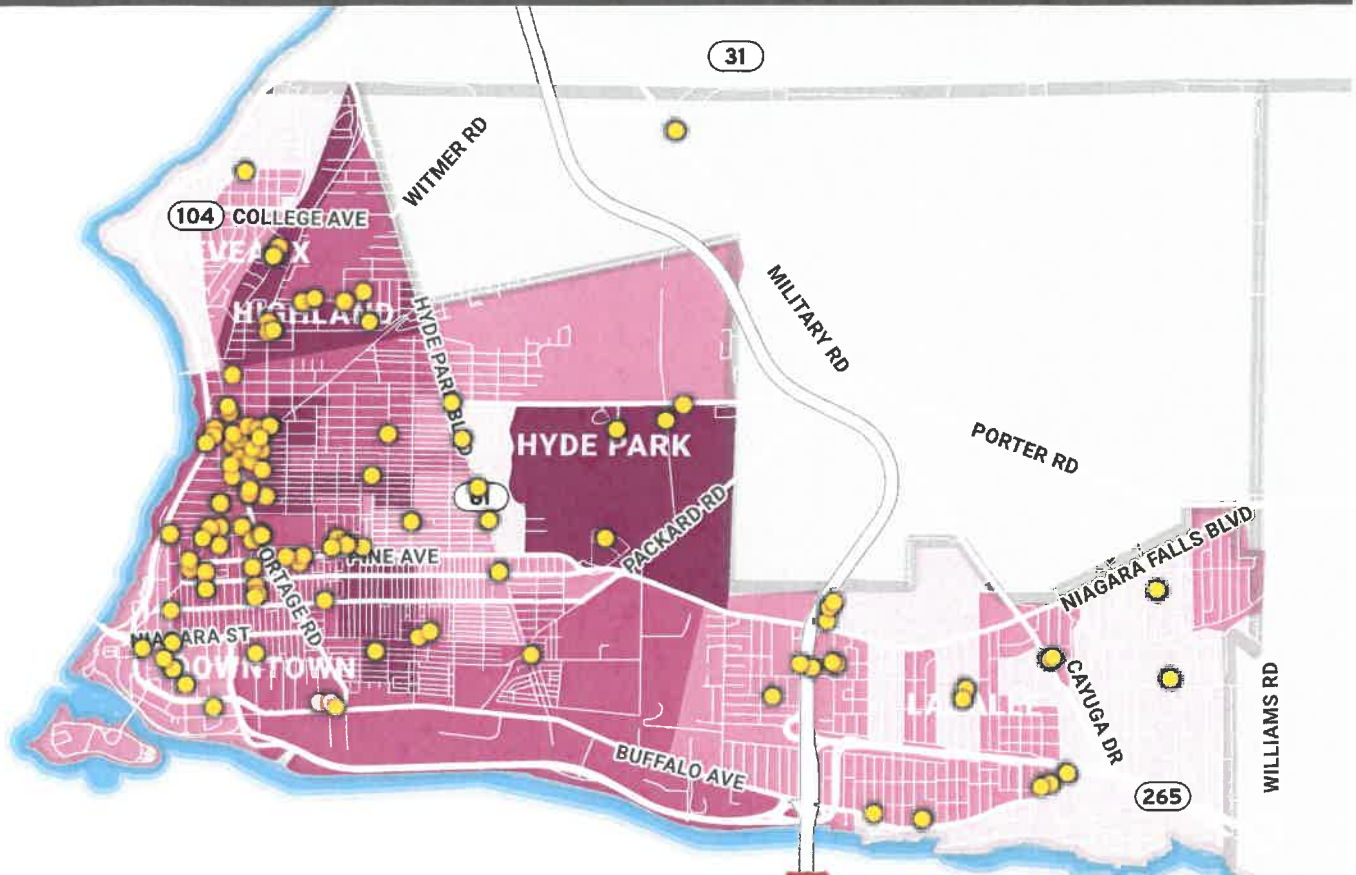 31
WITMER RD
104
COLLEGE AVE
HIGHLAND
HYDE PARK BLVD
MILITARY RD
HYDE PARK
PORTER RD
PACKARD RD
PINE AVE
PORTAGE RD
NIAGARA FALLS BLVD
NIAGARA ST
DOWNTOWN
CAYUGA DR
WILLIAMS RD
BUFFALO AVE
265